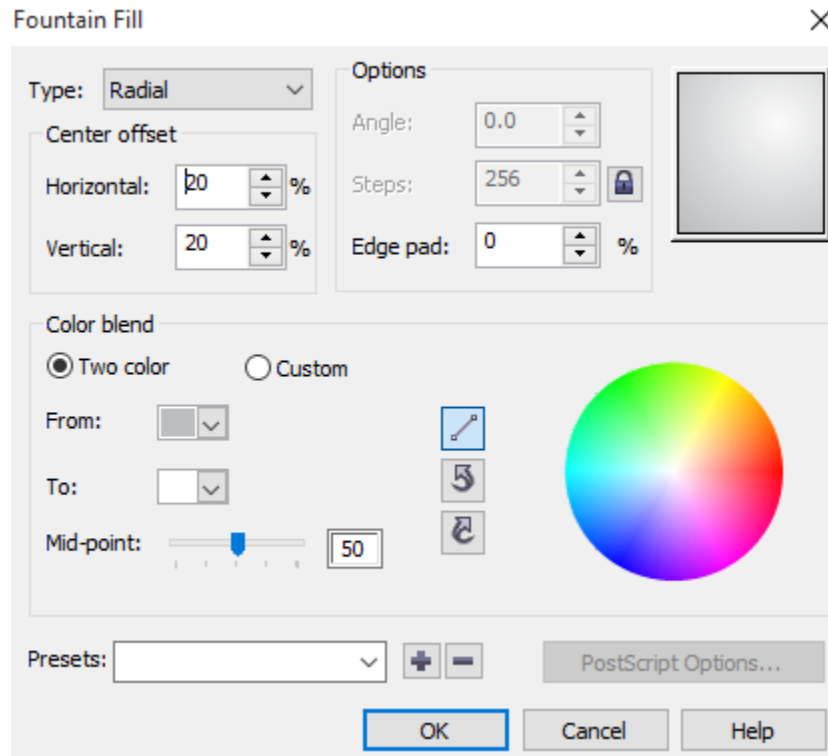 Fountain Fill
Type: Radial
Center offset
Horizontal: 20 %
Vertical: 20 %
Options
Angle: 0.0
Steps: 256
Edge pad: 0 %
Color blend
Two color
Custom
From:
To:
Mid-point: 50
Presets:
PostScript Options...
OK
Cancel
Help